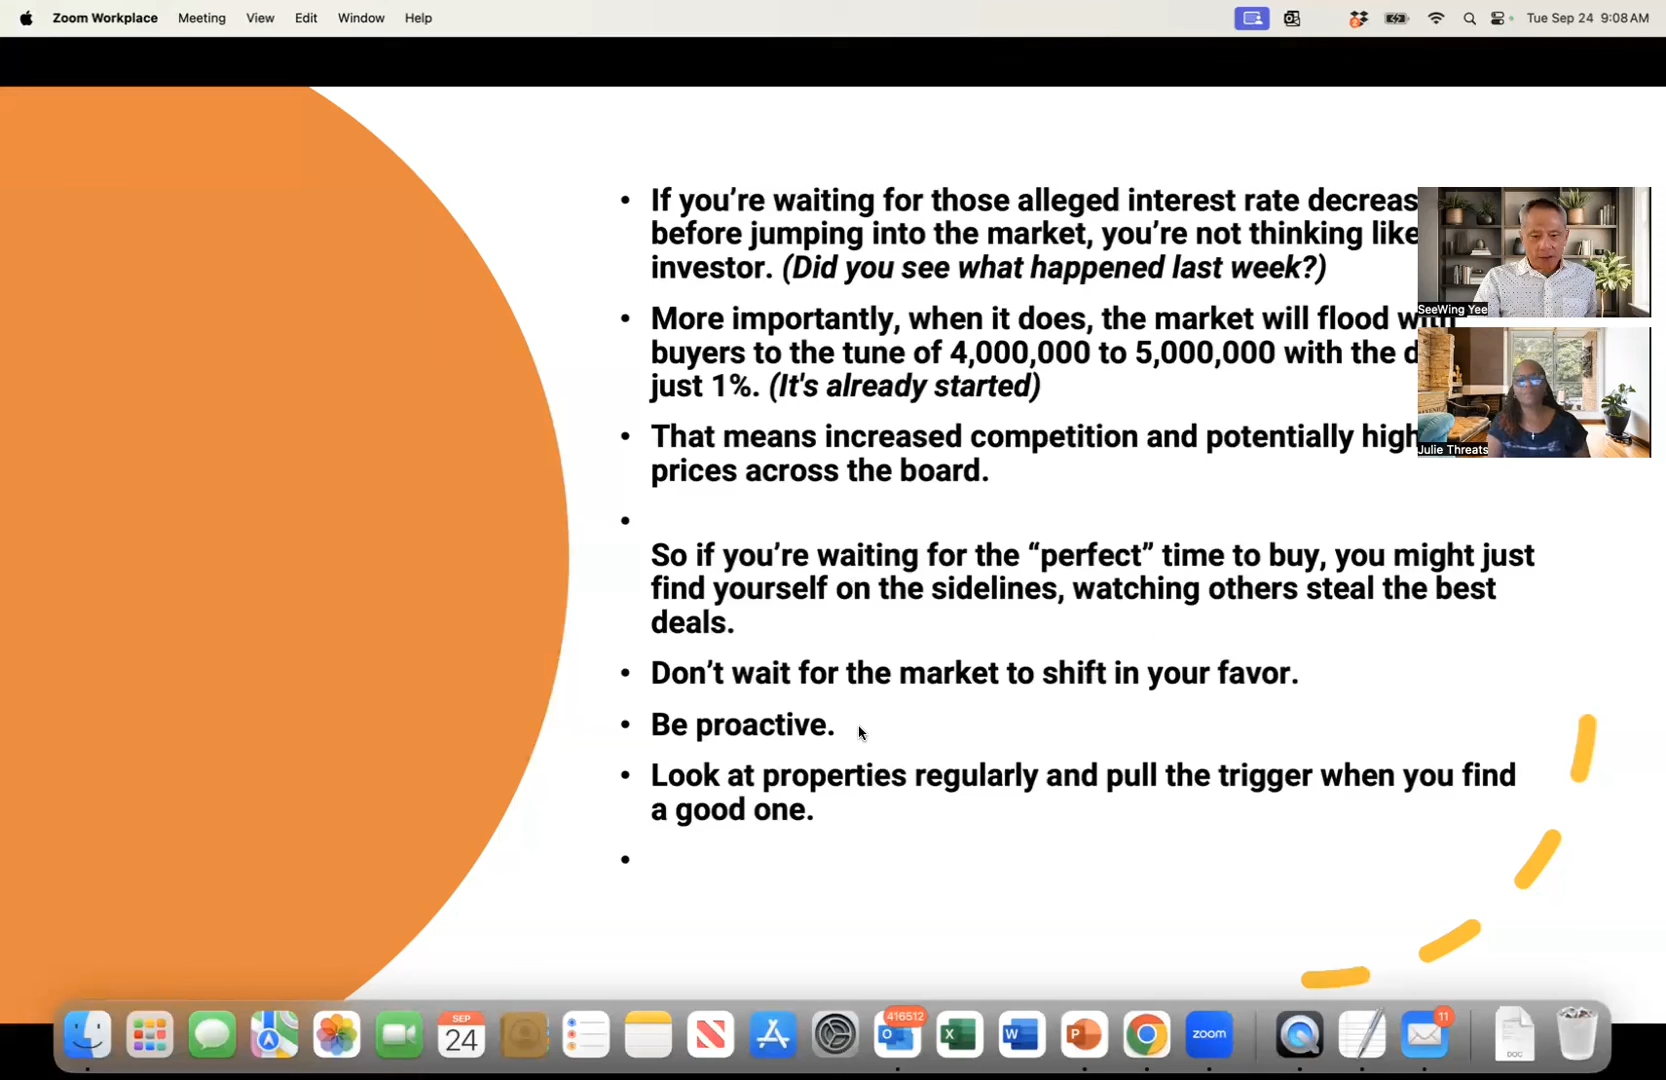 Zoom Workplace Meeting View Edit Window Help Tue Sep 24 9:08 AM
• If you’re waiting for those alleged interest rate decreas
before jumping into the market, you’re not thinking like
investor. (Did you see what happened last week?)
• More importantly, when it does, the market will flood with
buyers to the tune of 4,000,000 to 5,000,000 with the d
just 1%. (It's already started)
• That means increased competition and potentially high
prices across the board.
•
So if you’re waiting for the “perfect” time to buy, you might just
find yourself on the sidelines, watching others steal the best
deals.
• Don’t wait for the market to shift in your favor.
• Be proactive.
• Look at properties regularly and pull the trigger when you find
a good one.
•
SeeWing Yee
Julie Threats
SEP
24
416512
zoom
11
DOC